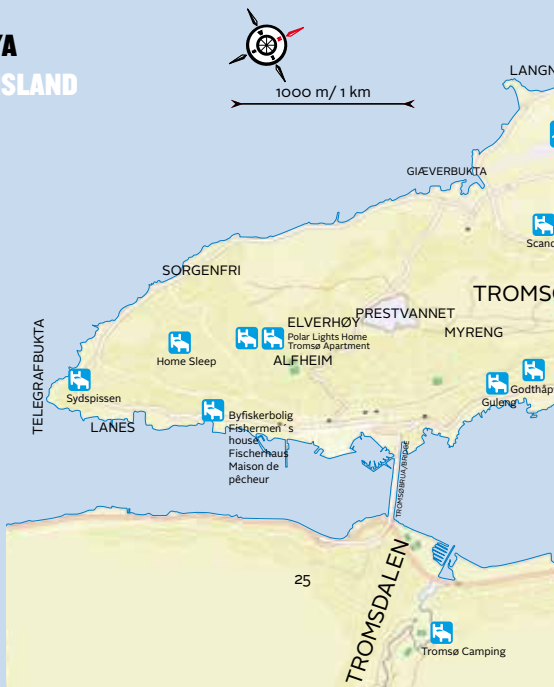 YA
SLAND
1000 m/ 1 km
LANGN
GIÆVERBUKTA
Scand
SORGENFRI
TROMSØ
PRESTVANNET
ELVERHØY
MYRENG
Polar Lights Home
Tromsø Apartment
Home Sleep
ALFHEIM
TELEGRAFBUKTA
Sydspissen
Godthåp
Guleng
LANES
Byfiskerbolig
Fishermen´s
house
Fischerhaus
Maison de
pêcheur
TROMSØBRUA/BRIDGE
25
TROMSDALEN
Tromsø Camping